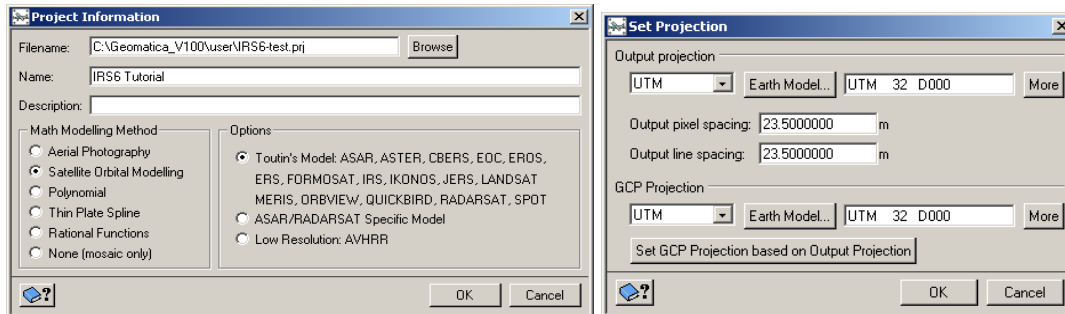 Project Information
Filename: C:\Geomatica_V100\user\IRS6-test.prj Browse
Name: IRS6 Tutorial
Description:
Math Modelling Method
Aerial Photography
Satellite Orbital Modelling
Polynomial
Thin Plate Spline
Rational Functions
None (mosaic only)
Options
Toutin's Model: ASAR, ASTER, CBERS, EOC, EROS,
ERS, FORMOSAT, IRS, IKONOS, JERS, LANDSAT
MERIS, ORBVIEW, QUICKBIRD, RADARSAT, SPOT
ASAR/RADARSAT Specific Model
Low Resolution: AVHRR
OK Cancel
Set Projection
Output projection
UTM Earth Model... UTM 32 D000 More
Output pixel spacing: 23.5000000 m
Output line spacing: 23.5000000 m
GCP Projection
UTM Earth Model... UTM 32 D000 More
Set GCP Projection based on Output Projection
OK Cancel